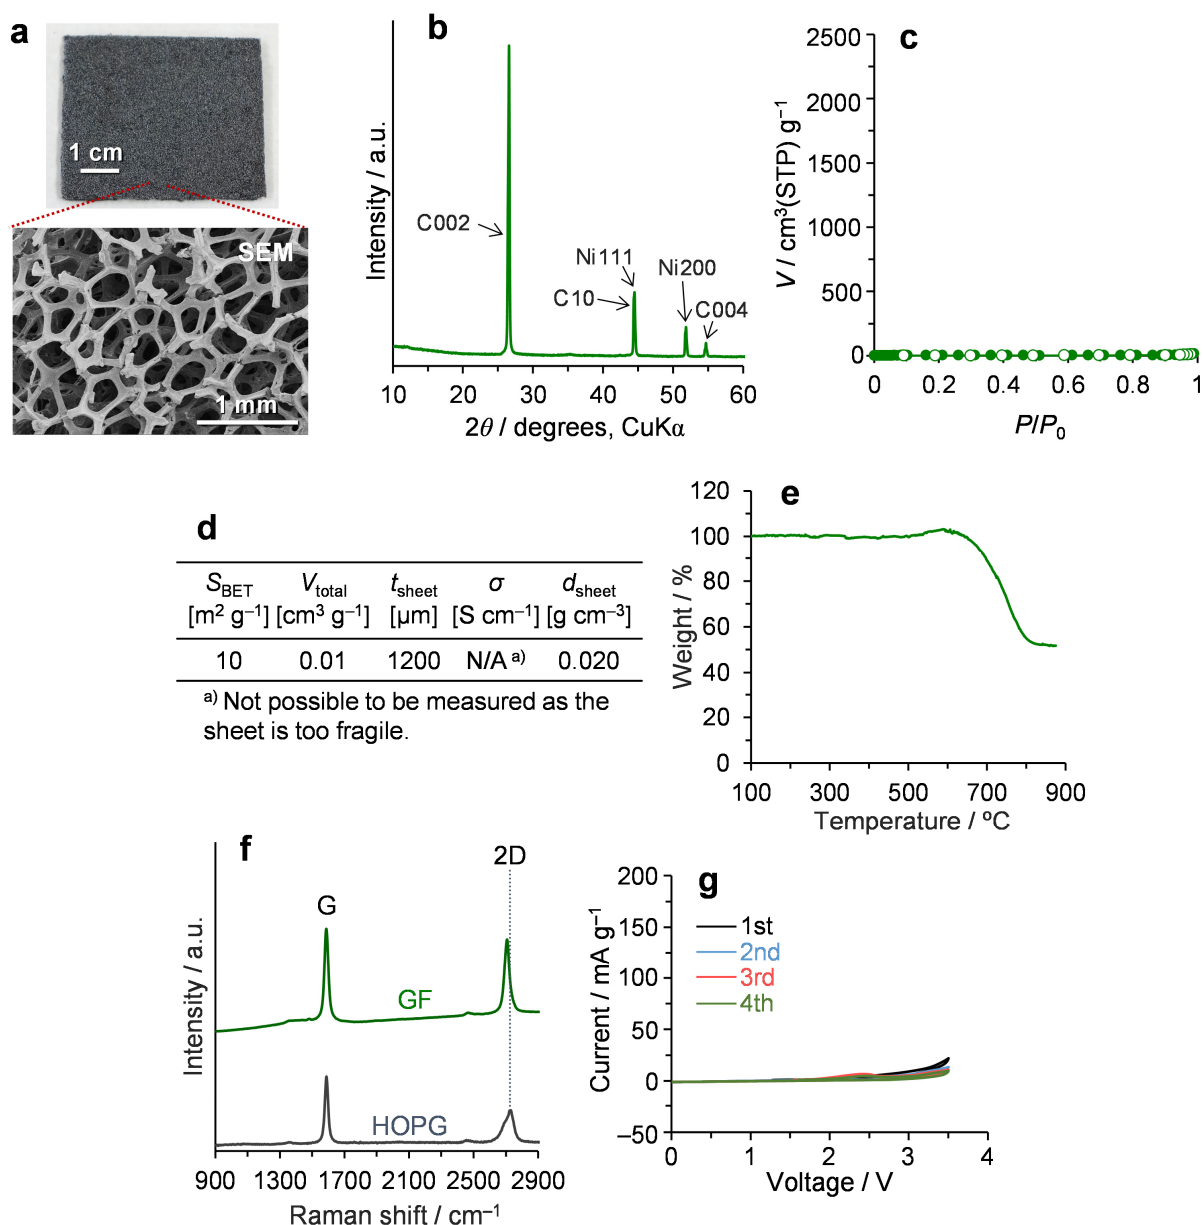 a
1 cm
SEM
1 mm
b
Intensity / a.u.
C002
Ni111
C10
Ni200
C004
10 20 30 40 50 60
2θ / degrees, CuKα
c
V / cm³(STP) g⁻¹
2500
2000
1500
1000
500
0
0 0.2 0.4 0.6 0.8 1
P/P₀
d
S_BET V_total t_sheet σ d_sheet
[m² g⁻¹] [cm³ g⁻¹] [µm] [S cm⁻¹] [g cm⁻³]
10 0.01 1200 N/A ᵃ⁾ 0.020
ᵃ⁾ Not possible to be measured as the
sheet is too fragile.
e
Weight / %
120
100
80
60
40
20
0
100 300 500 700 900
Temperature / ºC
f
Intensity / a.u.
2D
G
GF
HOPG
900 1300 1700 2100 2500 2900
Raman shift / cm⁻¹
g
Current / mA g⁻¹
200
150
100
50
0
–50
1st
2nd
3rd
4th
0 1 2 3 4
Voltage / V